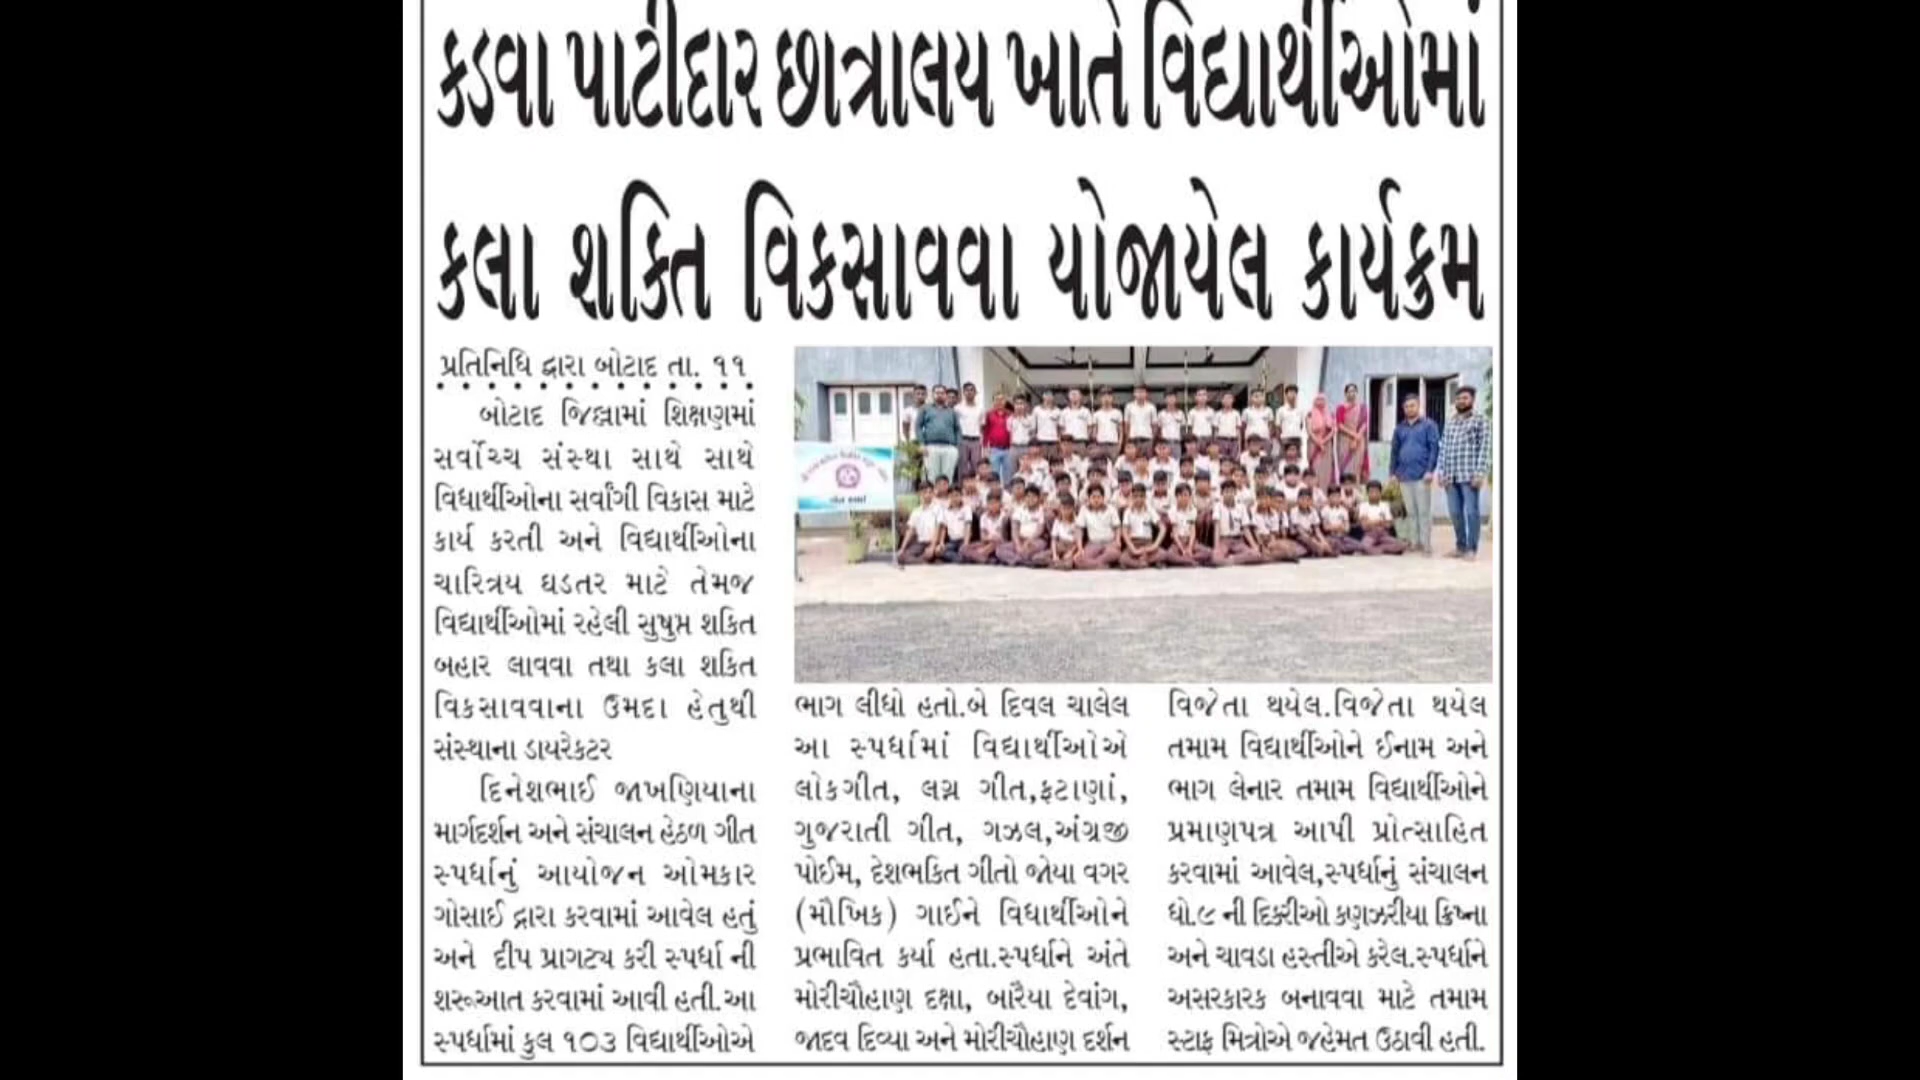 કડવા પાટીદાર છાત્રાલય ખાતે વિદ્યાર્થીઓમાં
કલા શક્તિ વિકસાવવા યોજાયેલ કાર્યક્રમ
પ્રતિનિધિ દ્વારા બોટાદ તા. ૧૧
બોટાદ જિલ્લામાં શિક્ષણમાં
સર્વોચ્ચ સંસ્થા સાથે સાથે
વિધાર્થીઓના સર્વાંગી વિકાસ માટે
કાર્ય કરતી અને વિદ્યાર્થીઓના
ચારિત્રય ઘડતર માટે તેમજ
વિદ્યાર્થીઓમાં રહેલી સુષુપ્ત શકિત
બહાર લાવવા તથા કલા શકિત
વિકસાવવાના ઉમદા હેતુથી
સંસ્થાના ડાયરેકટર
દિનેશભાઈ જાખણિયાના
માર્ગદર્શન અને સંચાલન હેઠળ ગીત
સ્પર્ધાનું આયોજન ઓમકાર
ગોસાઈ દ્રારા કરવામાં આવેલ હતું
અને દીપ પ્રાગટ્ય કરી સ્પર્ધા ની
શરૂઆત કરવામાં આવી હતી.આ
સ્પર્ધામાં કુલ ૧૦૩ વિદ્યાર્થીઓએ
ભાગ લીધો હતો.બે દિવલ ચાલેલ
આ સ્પર્ધામાં વિદ્યાર્થીઓએ
લોકગીત, લગ્ન ગીત,ફટાણાં,
ગુજરાતી ગીત, ગઝલ,અંગ્રજી
પોઈમ, દેશભકિત ગીતો જોયા વગર
(મૌખિક) ગાઈને વિધાર્થીઓને
પ્રભાવિત કર્યા હતા.સ્પર્ધાને અંતે
મોરીચૌહાણ દક્ષા, બારૈયા દેવાંગ,
જાદવ દિવ્યા અને મોરીચૌહાણ દર્શન
વિજેતા થયેલ.વિજેતા થયેલ
તમામ વિદ્યાર્થીઓને ઈનામ અને
ભાગ લેનાર તમામ વિદ્યાર્થીઓને
પ્રમાણપત્ર આપી પ્રોત્સાહિત
કરવામાં આવેલ,સ્પર્ધાનું સંચાલન
ધો.૯ ની દિકરીઓ કણઝરીયા ક્રિષ્ના
અને ચાવડા હસ્તીએ કરેલ.સ્પર્ધાને
અસરકારક બનાવવા માટે તમામ
સ્ટાફ મિત્રોએ જહેમત ઉઠાવી હતી.